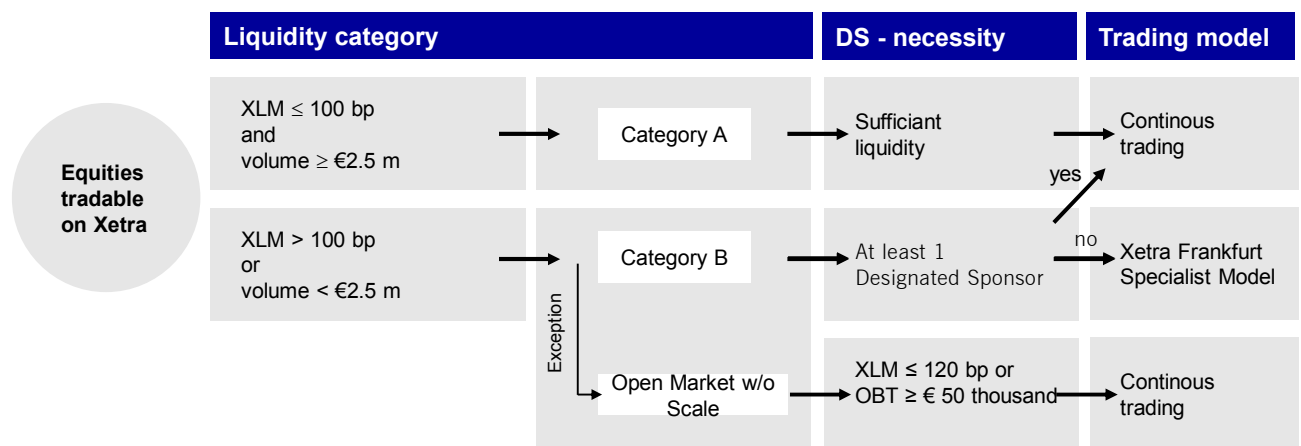 Liquidity category
DS - necessity
Trading model
Equities
tradable
on Xetra
XLM ≤ 100 bp
and
volume ≥ €2.5 m
Category A
Sufficient
liquidity
Continous
trading
yes
XLM > 100 bp
or
volume < €2.5 m
Category B
At least 1
Designated Sponsor
no
Xetra Frankfurt
Specialist Model
Exception
Open Market w/o
Scale
XLM ≤ 120 bp or
OBT ≥ € 50 thousand
Continous
trading